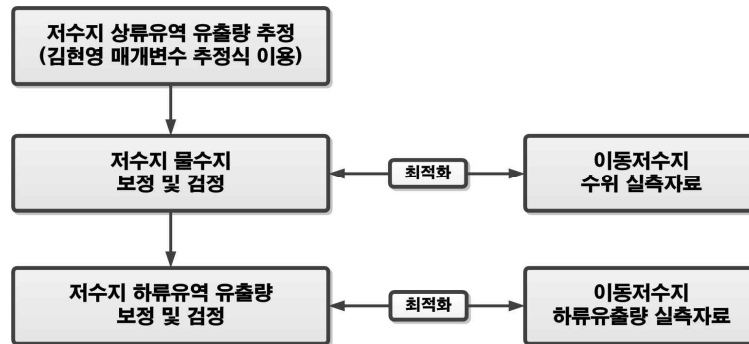 저수지 상류유역 유출량 추정
(김현영 매개변수 추정식 이용)
저수지 물수지
보정 및 검정
최적화
이동저수지
수위 실측자료
저수지 하류유역 유출량
보정 및 검정
최적화
이동저수지
하류유출량 실측자료